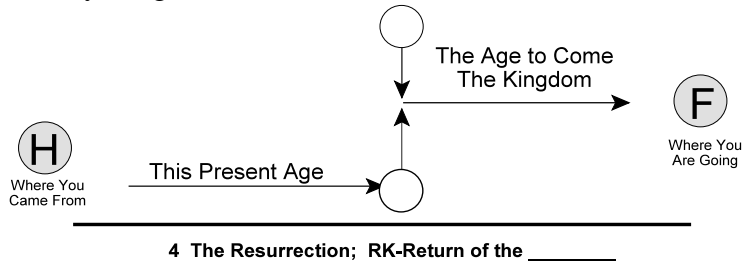 The Age to Come
The Kingdom
F
Where You
Are Going
H
Where You
Came From
This Present Age
4 The Resurrection; RK-Return of the ________